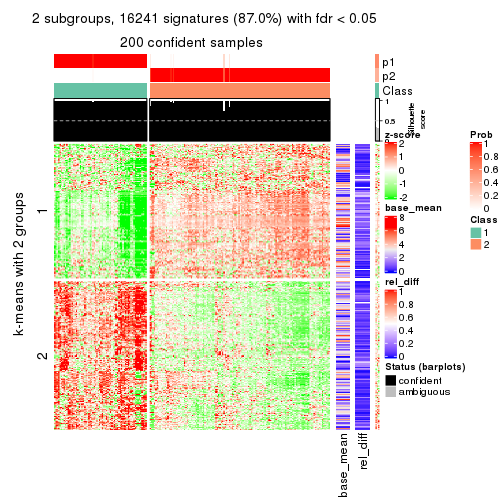 2 subgroups, 16241 signatures (87.0%) with fdr < 0.05
200 confident samples
p1
p2
Class
1
0.5
0
Silhouette
score
k-means with 2 groups
1
2
base_mean
rel_diff
z-score
2
1
0
-1
-2
base_mean
8
6
4
2
0
rel_diff
1
0.8
0.6
0.4
0.2
0
Status (barplots)
confident
ambiguous
Prob
1
0.8
0.6
0.4
0.2
0
Class
1
2